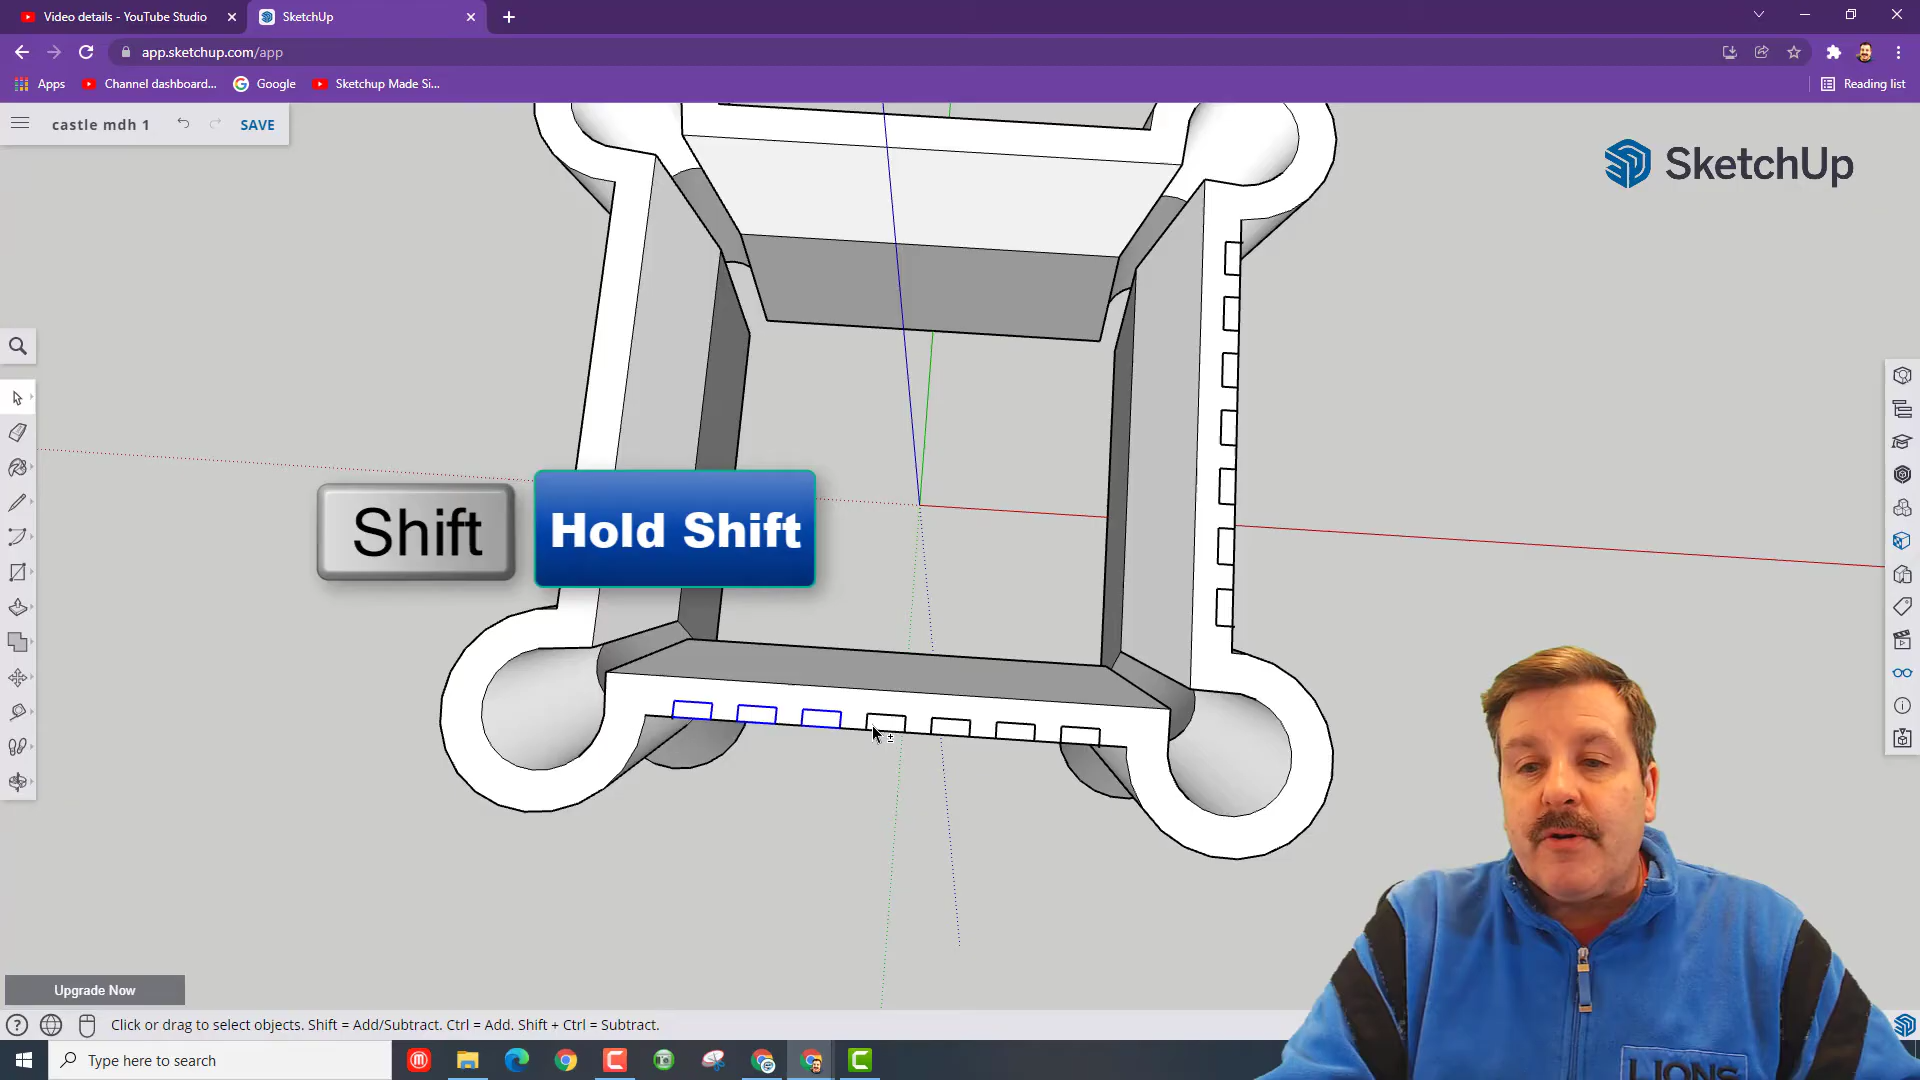 Video details - YouTube Studio
SketchUp
app.sketchup.com/app
Apps
Channel dashboard...
Google
Sketchup Made Si...
Reading list
castle mdh 1
SAVE
SketchUp
Shift
Hold Shift
Upgrade Now
Click or drag to select objects. Shift = Add/Subtract. Ctrl = Add. Shift + Ctrl = Subtract.
Type here to search
LIONS